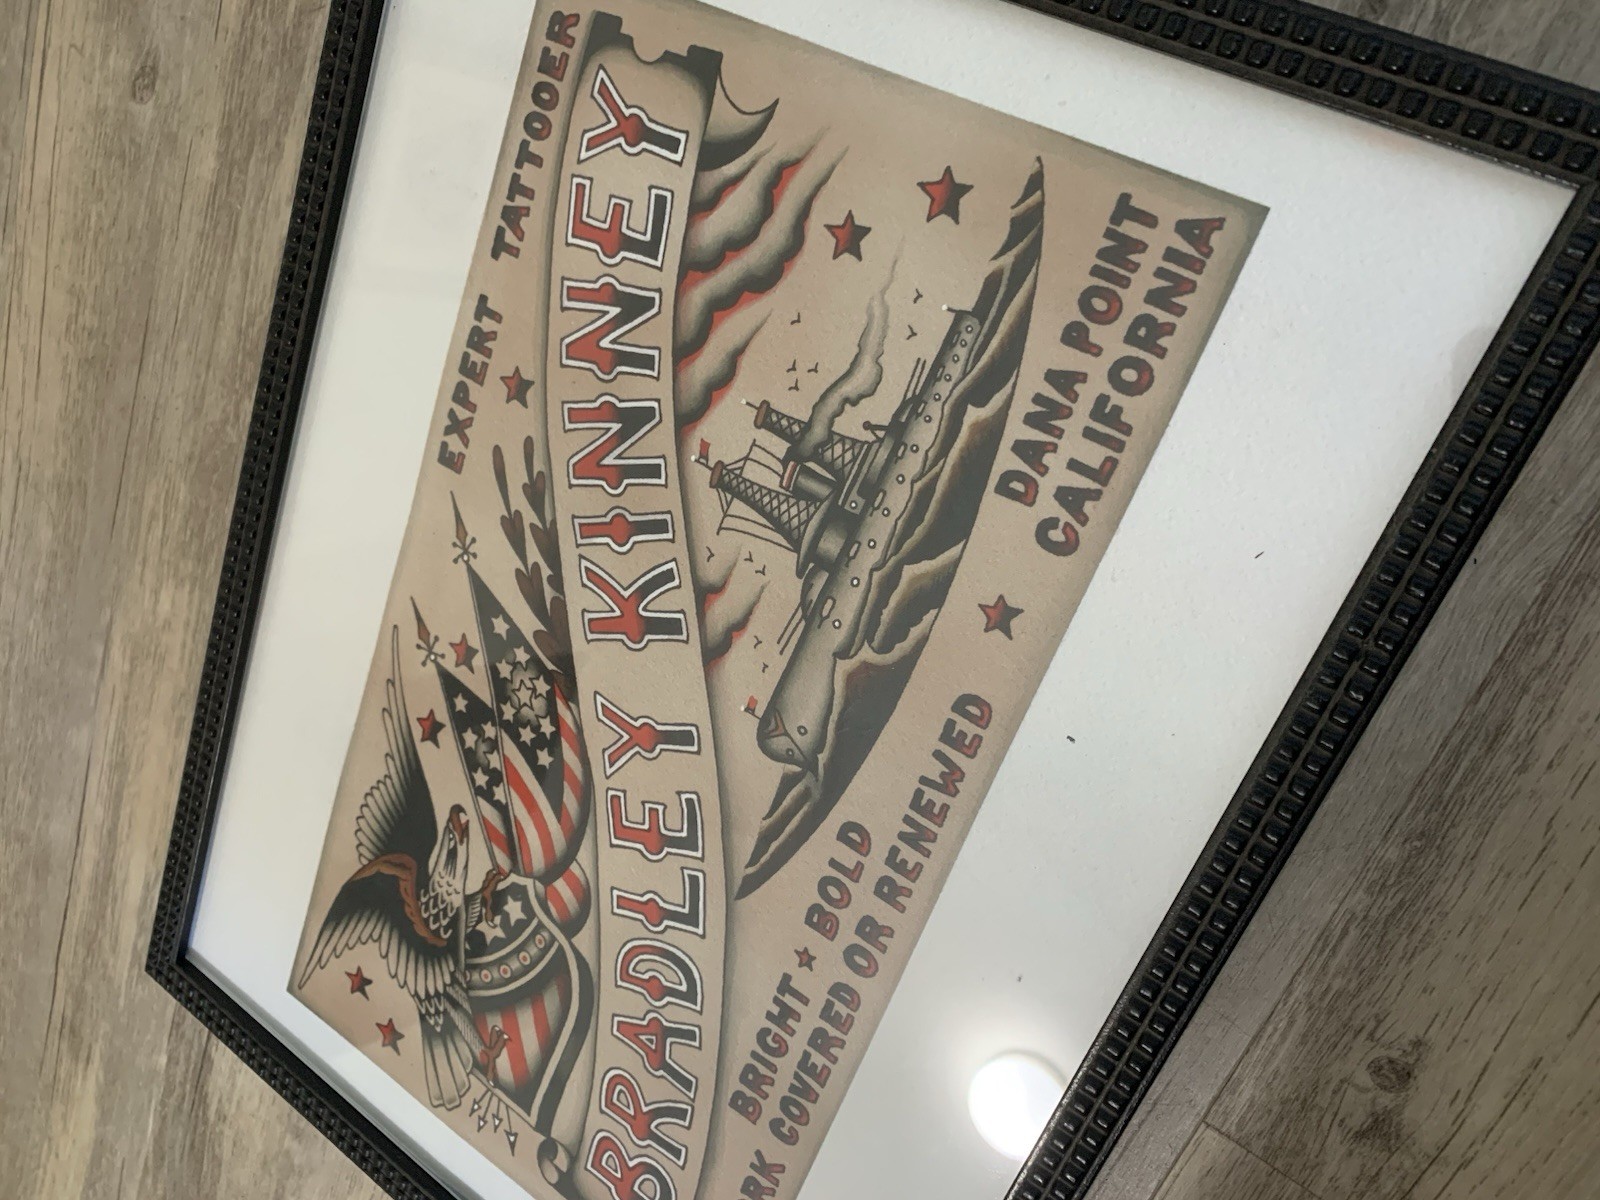 EXPERT TATTOOER
BRADLEY KINNEY
BRIGHT BOLD
COVERED OR RENEWED
DANA POINT
CALIFORNIA